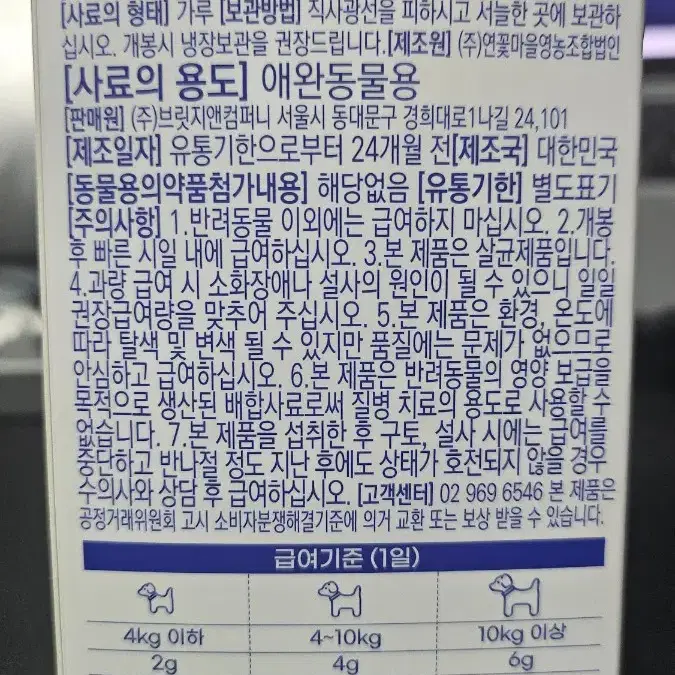 [사료의 형태] 가루 [보관방법] 직사광선을 피하시고 서늘한 곳에 보관하
십시오. 개봉시 냉장보관을 권장드립니다.[제조원] (주)연꽃마을영농조합법인
[사료의 용도] 애완동물용
[판매원] (주)브릿지앤컴퍼니 서울시 동대문구 경희대로1나길 24,101
[제조일자] 유통기한으로부터 24개월 전[제조국] 대한민국
[동물용의약품첨가내용] 해당없음 [유통기한] 별도표기
[주의사항] 1.반려동물 이외에는 급여하지 마십시오. 2.개봉
후 빠른 시일 내에 급여하십시오. 3.본 제품은 살균제품입니다.
4.과량 급여 시 소화장애나 설사의 원인이 될 수 있으니 일일
권장급여량을 맞추어 주십시오. 5.본 제품은 환경, 온도에
따라 탈색 및 변색 될 수 있지만 품질에는 문제가 없으므로
안심하고 급여하십시오. 6.본 제품은 반려동물의 영양 보급을
목적으로 생산된 배합사료로써 질병 치료의 용도로 사용할 수
없습니다. 7.본 제품을 섭취한 후 구토, 설사 시에는 급여를
중단하고 반나절 정도 지난 후에도 상태가 호전되지 않을 경우
수의사와 상담 후 급여하십시오. [고객센터] 02 969 6546 본 제품은
공정거래위원회 고시 소비자분쟁해결기준에 의거 교환 또는 보상 받을 수 있습니다.
급여기준 (1일)
4kg 이하 4~10kg 10kg 이상
2g 4g 6g